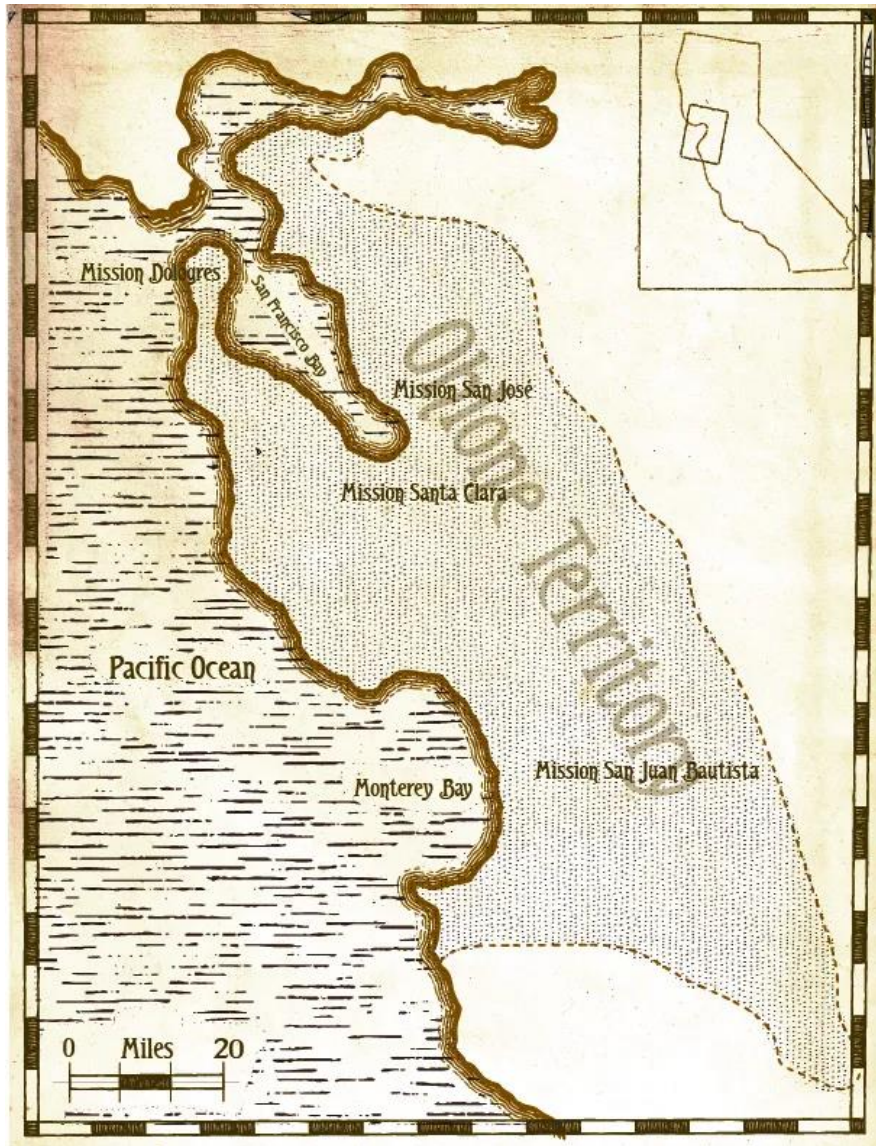 Mission Dologres
San Francisco Bay
Ohlone Territory
Mission San José
Mission Santa Clara
Pacific Ocean
Mission San Juan Bautista
Monterey Bay
0 Miles 20